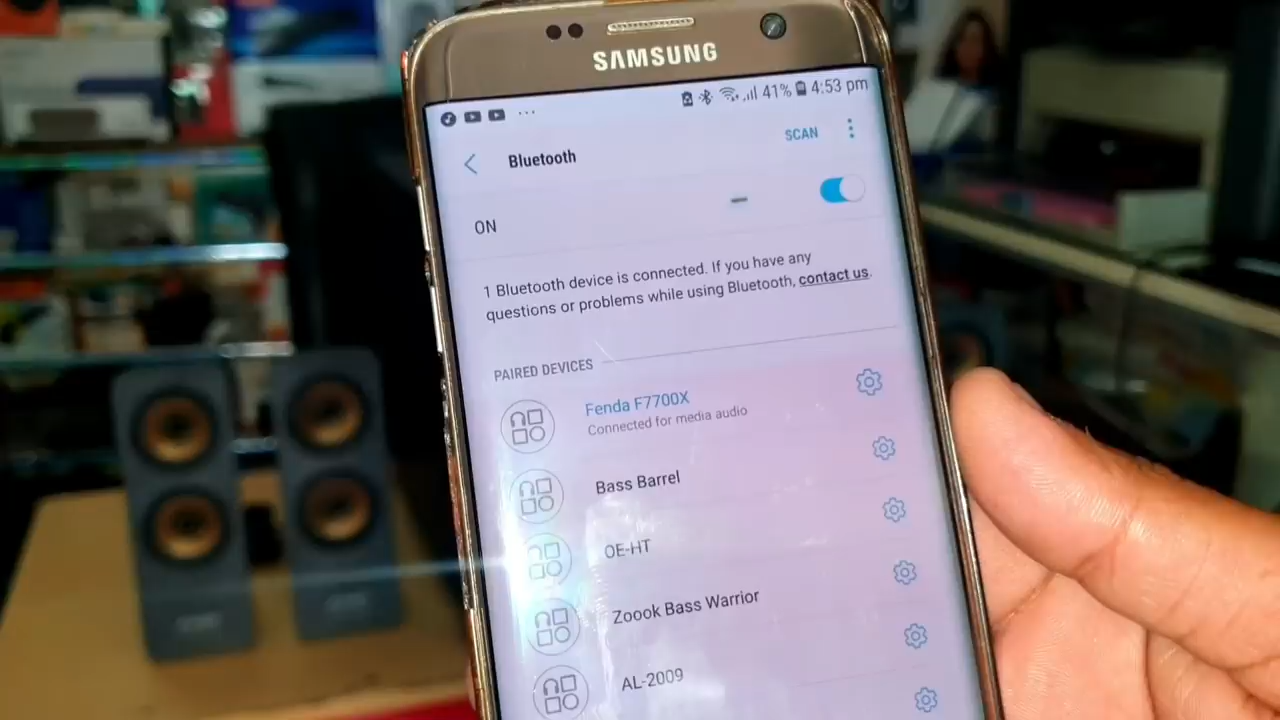 SAMSUNG
... 41% 4:53 pm
Bluetooth SCAN
ON
1 Bluetooth device is connected. If you have any
questions or problems while using Bluetooth, contact us.
PAIRED DEVICES
Fenda F7700X
Connected for media audio
Bass Barrel
OE-HT
Zoook Bass Warrior
AL-2009